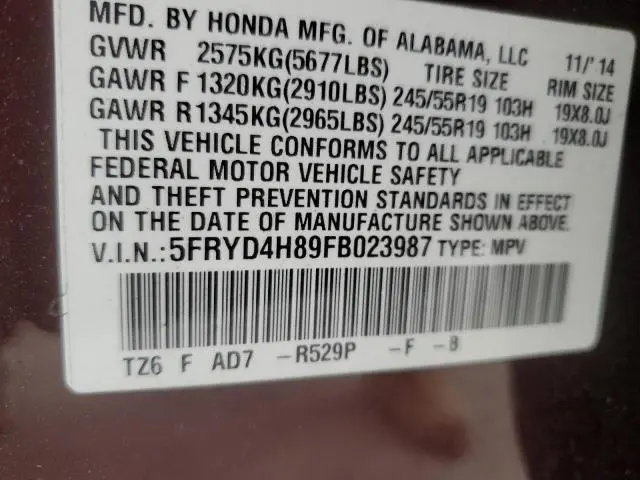 MFD. BY HONDA MFG. OF ALABAMA, LLC 11/'14
GVWR 2575KG(5677LBS) TIRE SIZE RIM SIZE
GAWR F 1320KG(2910LBS) 245/55R19 103H 19X8.0J
GAWR R1345KG(2965LBS) 245/55R19 103H 19X8.0J
THIS VEHICLE CONFORMS TO ALL APPLICABLE
FEDERAL MOTOR VEHICLE SAFETY
AND THEFT PREVENTION STANDARDS IN EFFECT
ON THE DATE OF MANUFACTURE SHOWN ABOVE.
V.I.N.: 5FRYD4H89FB023987 TYPE: MPV
TZ6 F AD7 -R529P -F -B